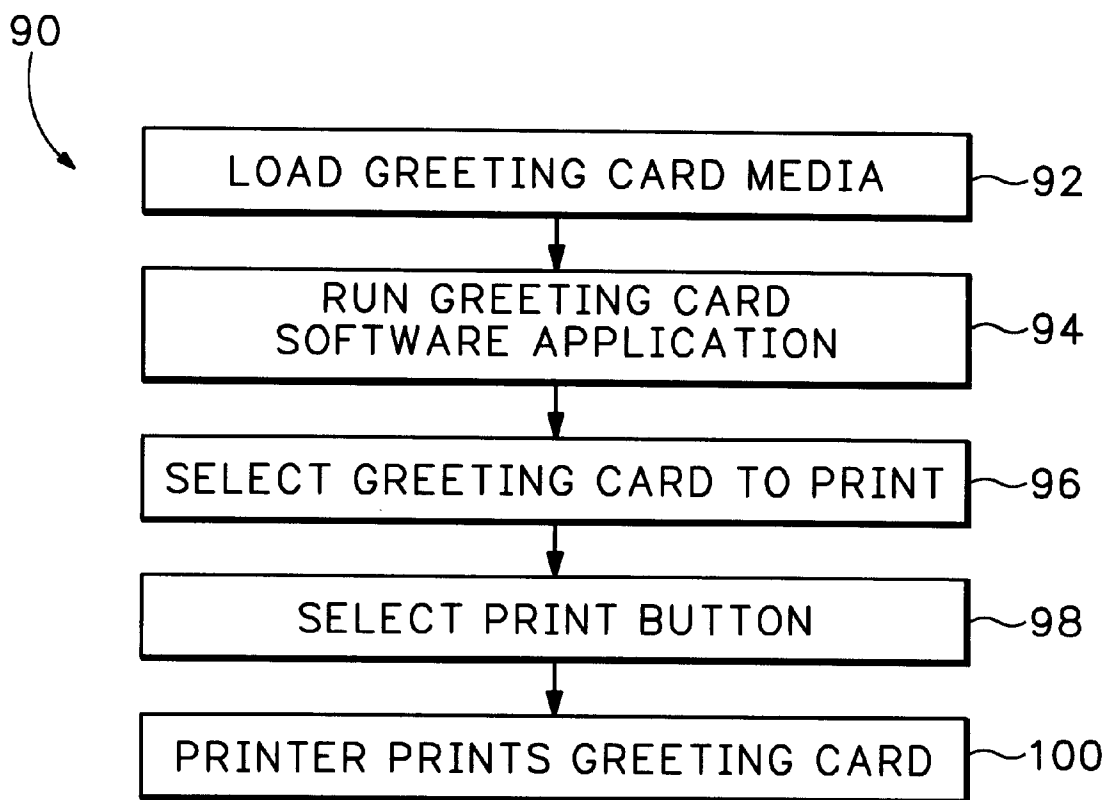 90
LOAD GREETING CARD MEDIA
92
RUN GREETING CARD
SOFTWARE APPLICATION
94
SELECT GREETING CARD TO PRINT
96
SELECT PRINT BUTTON
98
PRINTER PRINTS GREETING CARD
100